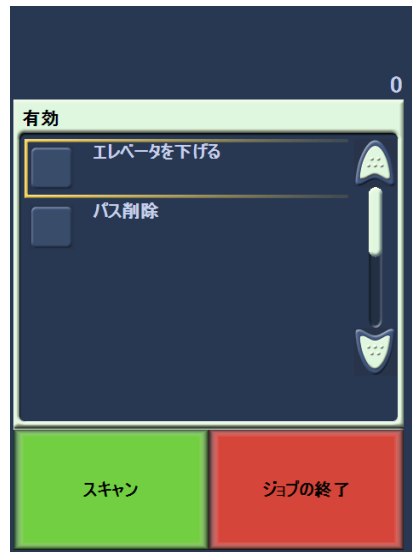 0
有効
エレベータを下げる
パス削除
スキャン
ジョブの終了